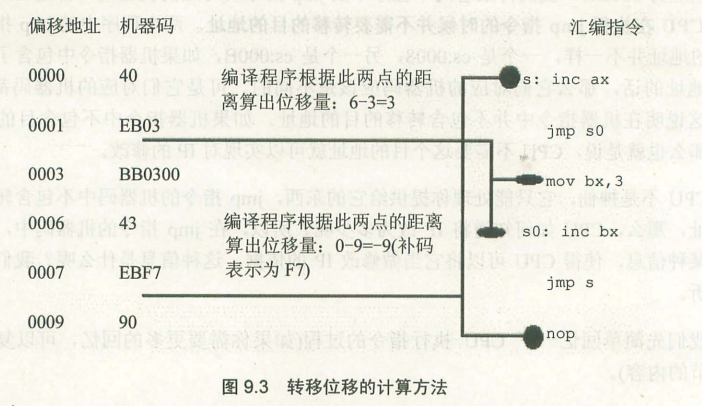 偏移地址 机器码 汇编指令
0000 40 s: inc ax
编译程序根据此两点的距
离算出位移量：6-3=3
0001 EB03 jmp s0
0003 BB0300 mov bx,3
0006 43 s0: inc bx
编译程序根据此两点的距离
算出位移量：0-9=-9(补码
表示为 F7)
0007 EBF7 jmp s
0009 90 nop
图 9.3 转移位移的计算方法